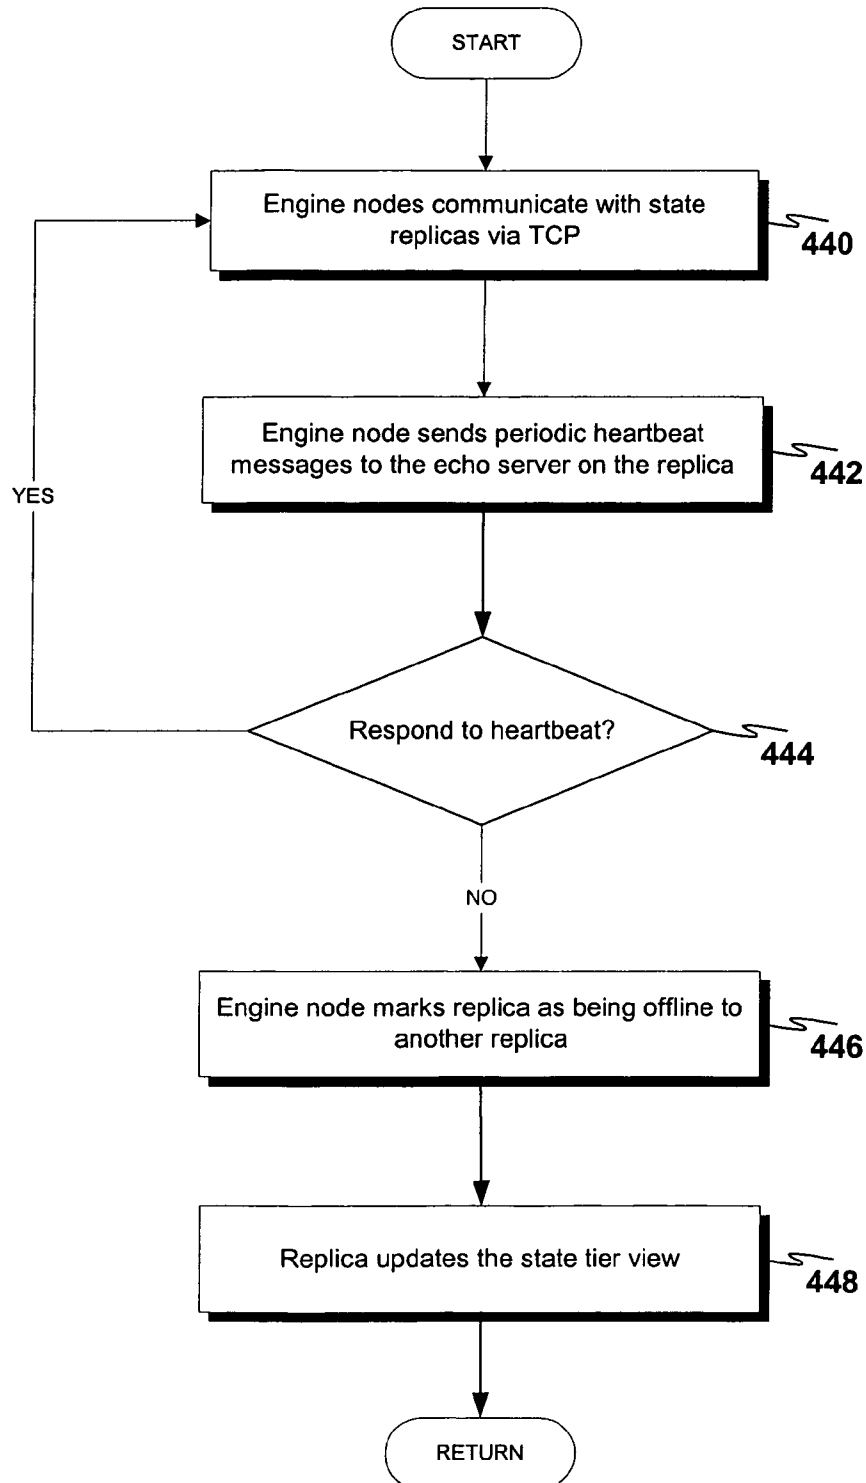 START
Engine nodes communicate with state
replicas via TCP
440
Engine node sends periodic heartbeat
messages to the echo server on the replica
442
YES
Respond to heartbeat?
444
NO
Engine node marks replica as being offline to
another replica
446
Replica updates the state tier view
448
RETURN